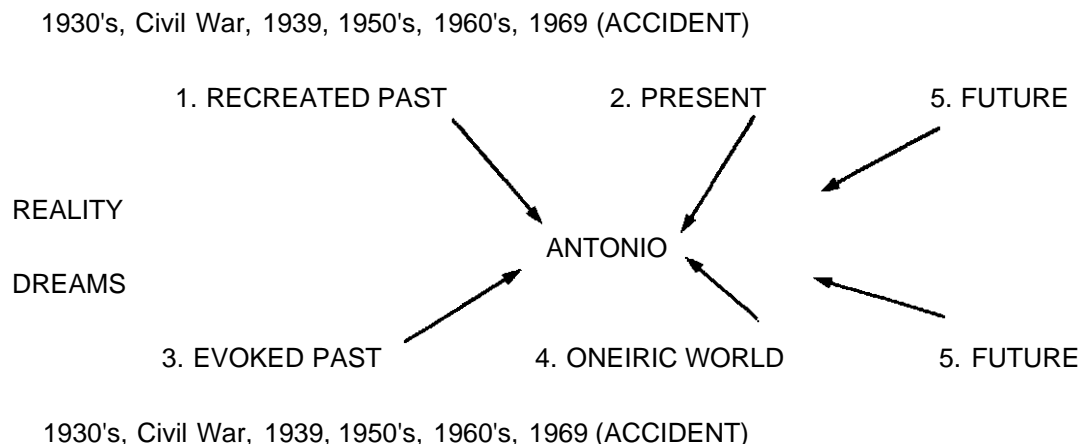 1930's, Civil War, 1939, 1950's, 1960's, 1969 (ACCIDENT)
1. RECREATED PAST 2. PRESENT 5. FUTURE
REALITY
ANTONIO
DREAMS
3. EVOKED PAST 4. ONEIRIC WORLD 5. FUTURE
1930's, Civil War, 1939, 1950's, 1960's, 1969 (ACCIDENT)